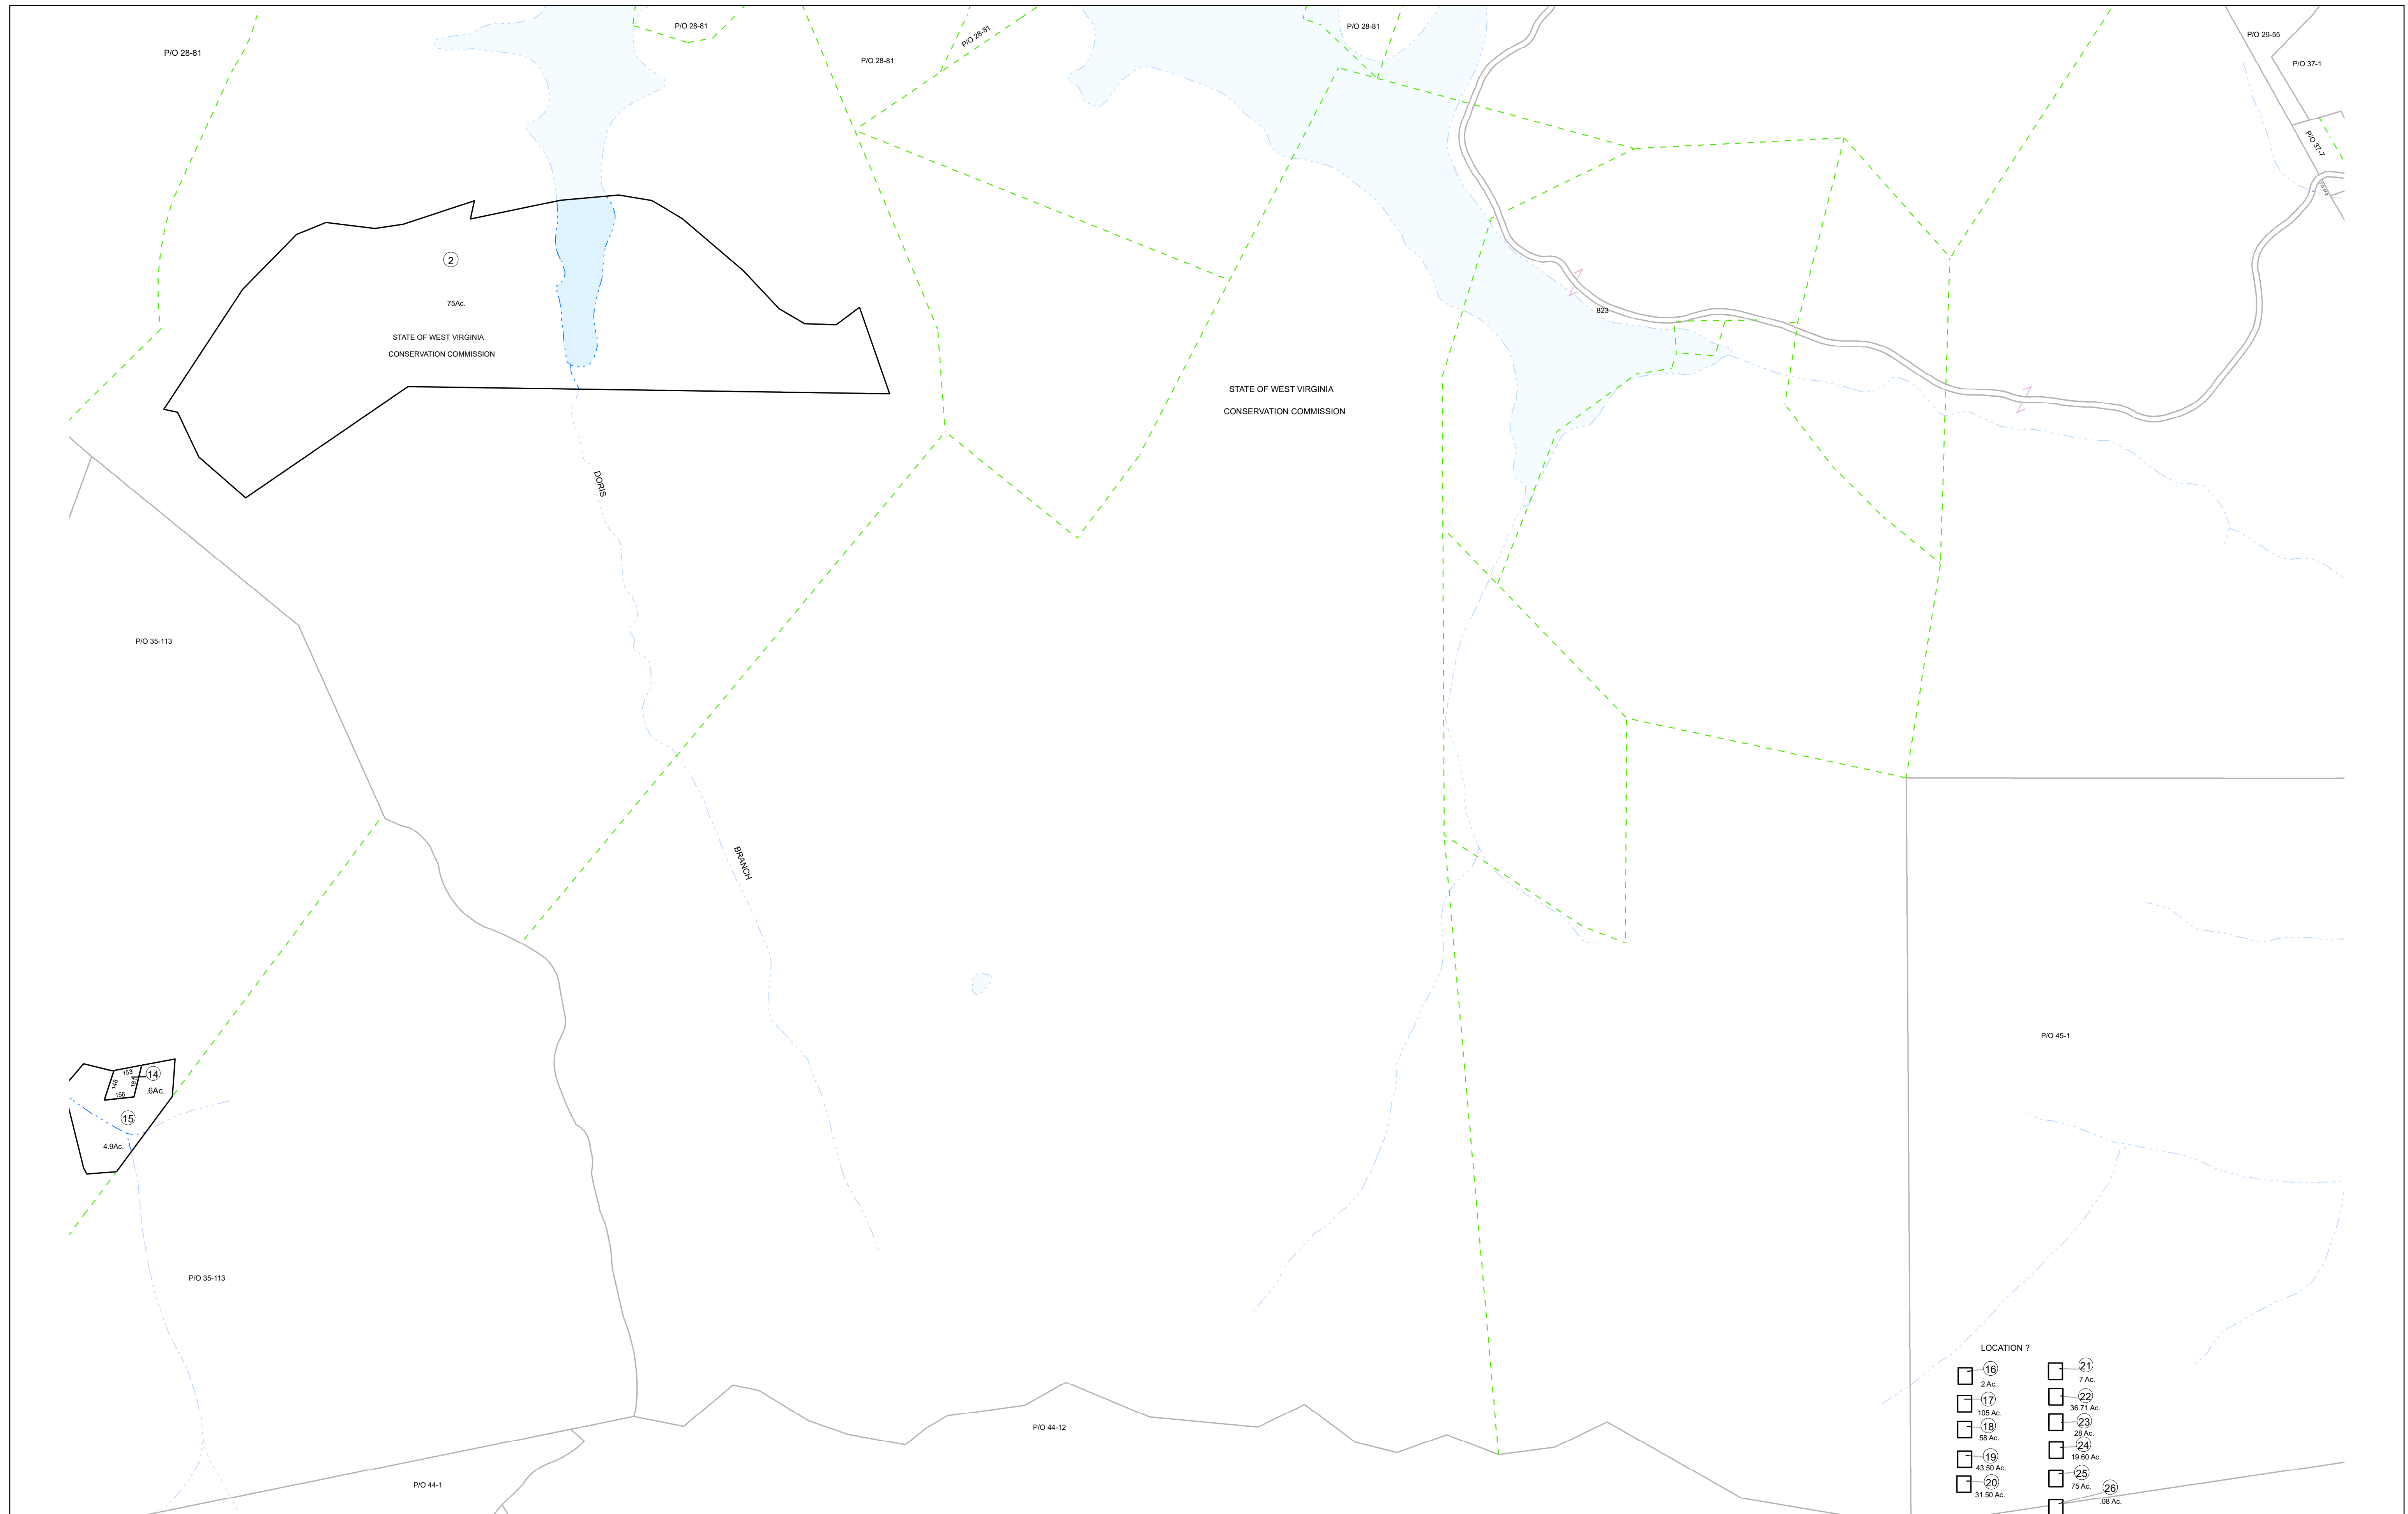 P/O 28-81
P/O 28-81
P/O 28-81
P/O 28-81
P/O 28-81
P/O 29-55
P/O 37-1
P/O 37-7
2
75Ac.
STATE OF WEST VIRGINIA
CONSERVATION COMMISSION
823
STATE OF WEST VIRGINIA
CONSERVATION COMMISSION
DORIS
P/O 35-113
BRANCH
P/O 45-1
153
14
148
181
.6Ac.
156
15
4.9Ac.
P/O 35-113
LOCATION ?
16
2 Ac.
17
105 Ac.
18
.58 Ac.
19
43.50 Ac.
20
31.50 Ac.
21
7 Ac.
22
36.71 Ac.
23
28 Ac.
24
19.60 Ac.
25
75 Ac.
26
.08 Ac.
P/O 44-12
P/O 44-1